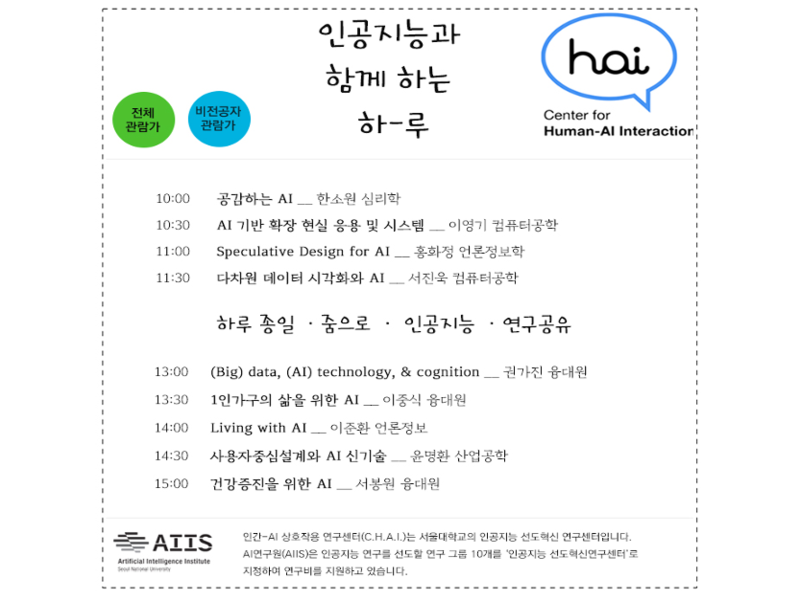 인공지능과
함께 하는
하-루
전체
관람가
비전공자
관람가
hai
Center for
Human-AI Interaction
10:00 공감하는 AI __ 한소원 심리학
10:30 AI 기반 확장 현실 응용 및 시스템 __ 이영기 컴퓨터공학
11:00 Speculative Design for AI __ 홍화정 언론정보학
11:30 다차원 데이터 시각화와 AI __ 서진욱 컴퓨터공학
하루 종일 · 줌으로 · 인공지능 · 연구공유
13:00 (Big) data, (AI) technology, & cognition __ 권가진 융대원
13:30 1인가구의 삶을 위한 AI __ 이중식 융대원
14:00 Living with AI __ 이준환 언론정보
14:30 사용자중심설계와 AI 신기술 __ 윤명환 산업공학
15:00 건강증진을 위한 AI __ 서봉원 융대원
AIIS
Artificial Intelligence Institute
Seoul National University
인간-AI 상호작용 연구센터(C.H.A.I.)는 서울대학교의 인공지능 선도혁신 연구센터입니다.
AI연구원(AIIS)은 인공지능 연구를 선도할 연구 그룹 10개를 '인공지능 선도혁신연구센터'로
지정하여 연구비를 지원하고 있습니다.